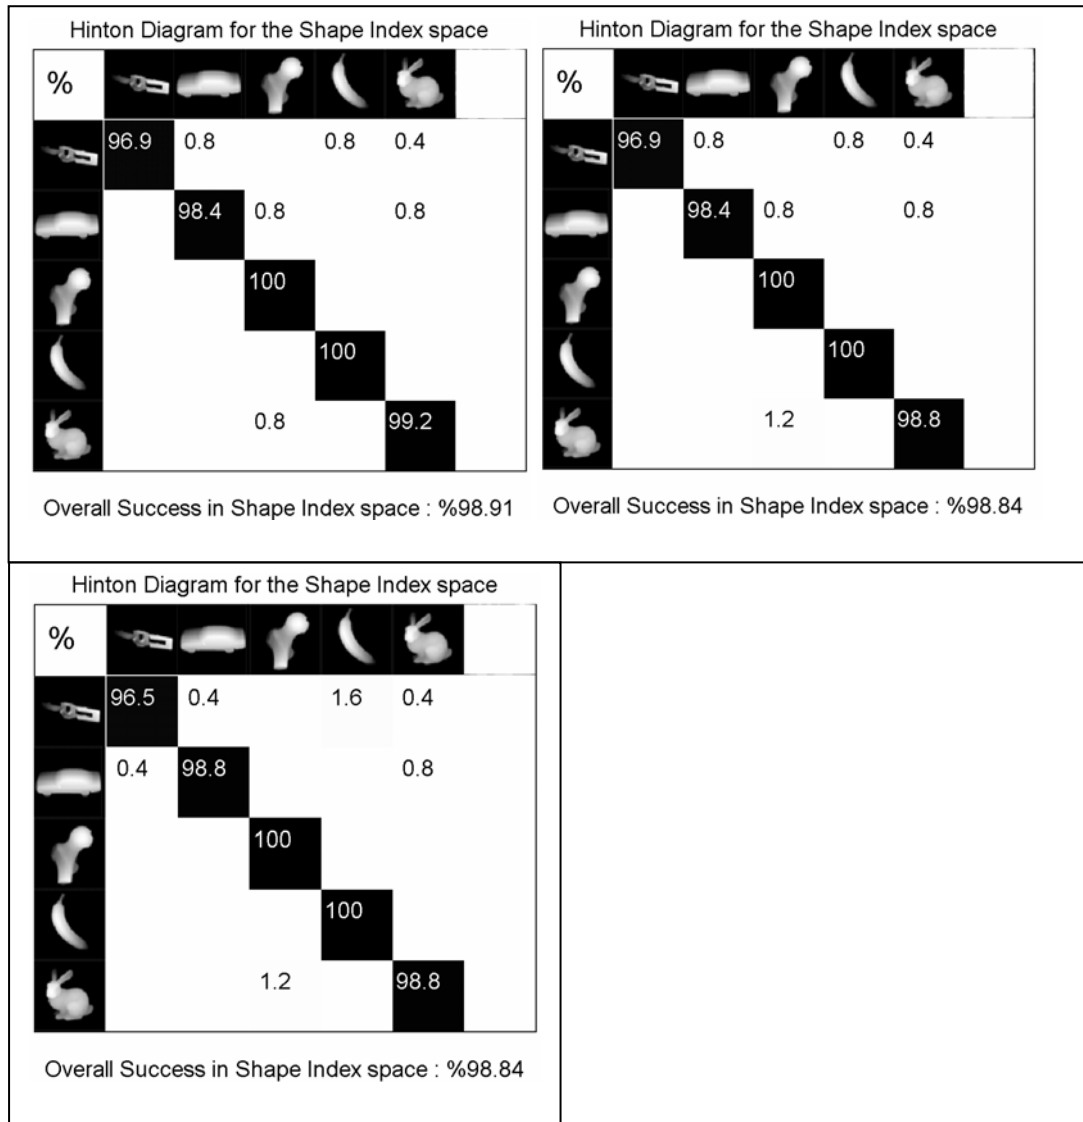 Hinton Diagram for the Shape Index space
%
96.9 0.8 0.8 0.4
98.4 0.8 0.8
100
100
0.8 99.2
Overall Success in Shape Index space : %98.91
Hinton Diagram for the Shape Index space
%
96.9 0.8 0.8 0.4
98.4 0.8 0.8
100
100
1.2 98.8
Overall Success in Shape Index space : %98.84
Hinton Diagram for the Shape Index space
%
96.5 0.4 1.6 0.4
0.4 98.8 0.8
100
100
1.2 98.8
Overall Success in Shape Index space : %98.84